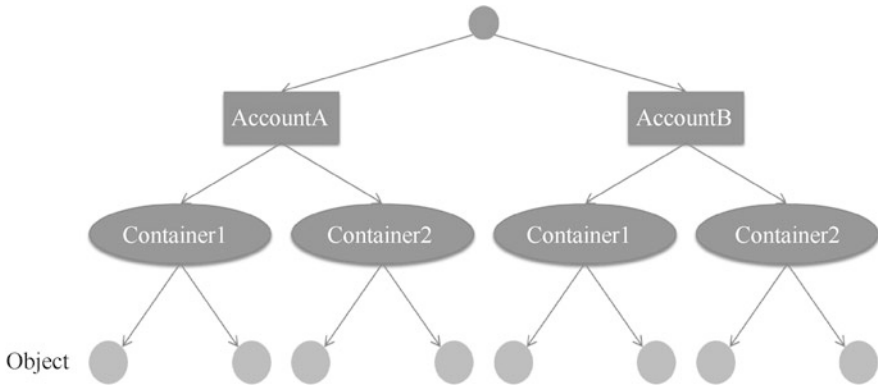 AccountA
AccountB
Container1
Container2
Container1
Container2
Object